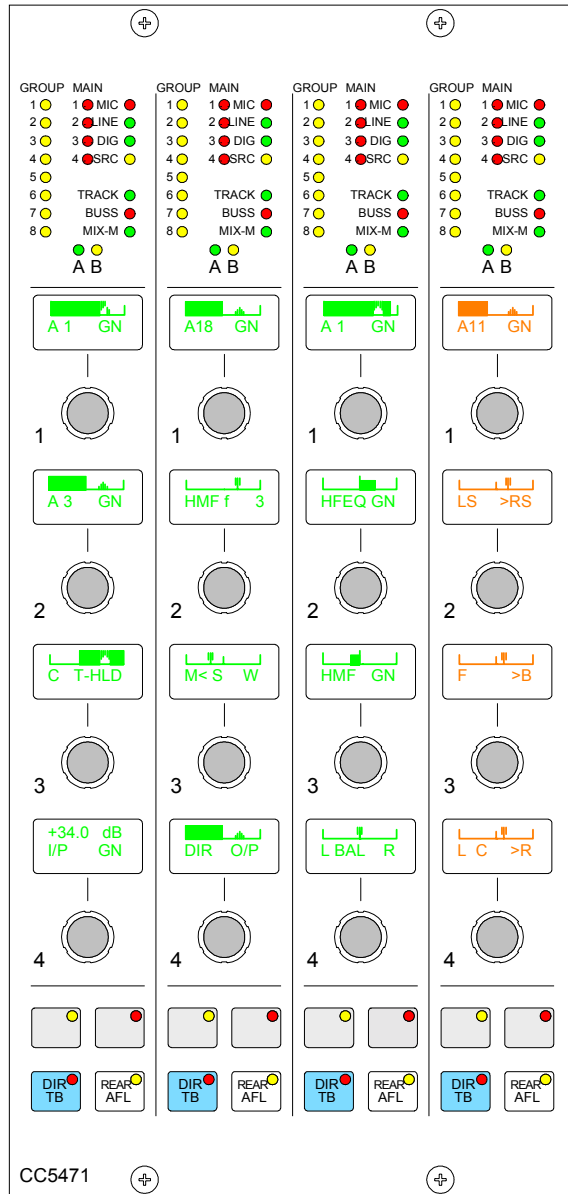 GROUP MAIN GROUP MAIN GROUP MAIN GROUP MAIN
1 1 MIC 1 1 MIC 1 1 MIC 1 1 MIC
2 2 LINE 2 2 LINE 2 2 LINE 2 2 LINE
3 3 DIG 3 3 DIG 3 3 DIG 3 3 DIG
4 4 SRC 4 4 SRC 4 4 SRC 4 4 SRC
5 5 5 5
6 TRACK 6 TRACK 6 TRACK 6 TRACK
7 BUSS 7 BUSS 7 BUSS 7 BUSS
8 MIX-M 8 MIX-M 8 MIX-M 8 MIX-M
A B A B A B A B
A 1 GN A18 GN A 1 GN A11 GN
1 1 1 1
A 3 GN HMF f 3 HFEQ GN LS >RS
2 2 2 2
C T-HLD M< S W HMF GN F >B
3 3 3 3
+34.0 dB
I/P GN DIR O/P L BAL R L C >R
4 4 4 4
DIR REAR DIR REAR DIR REAR DIR REAR
TB AFL TB AFL TB AFL TB AFL
CC5471